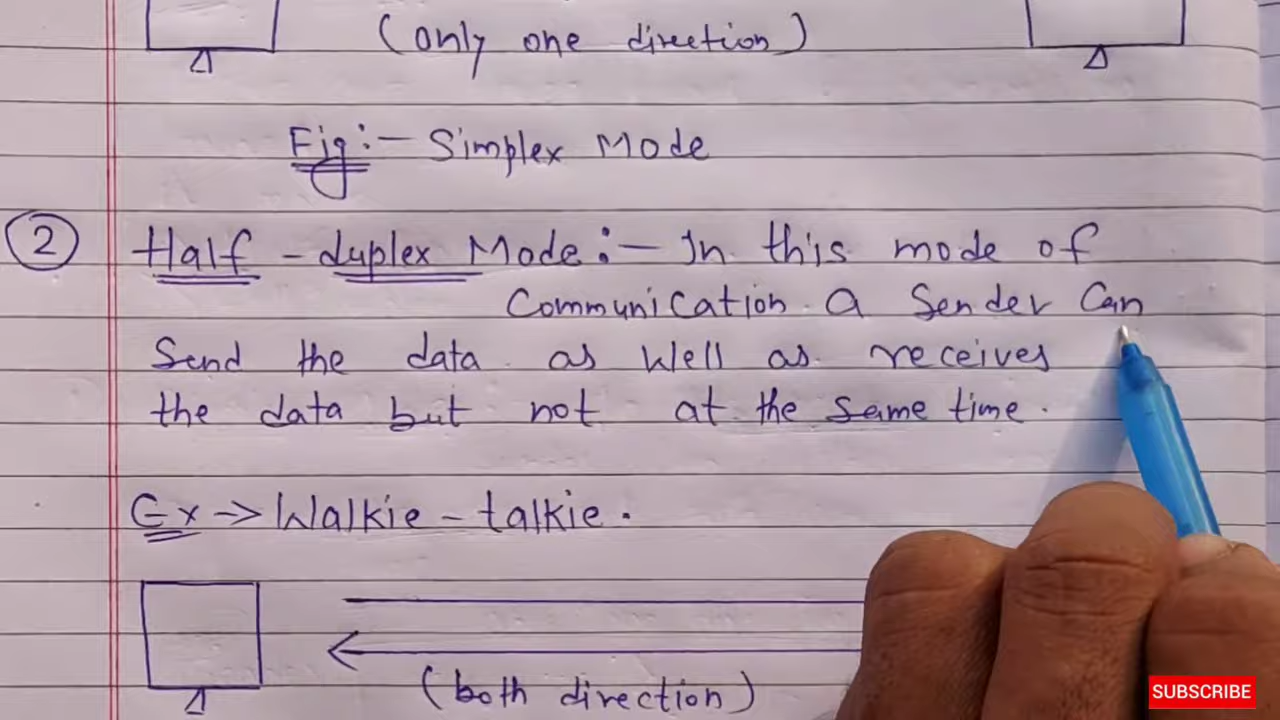 (only one direction)
Fig:- Simplex Mode
2 Half-duplex Mode:- In this mode of
Communication a Sender Can
Send the data as well as receives
the data but not at the same time.
Ex → Walkie-talkie.
(both direction)
SUBSCRIBE